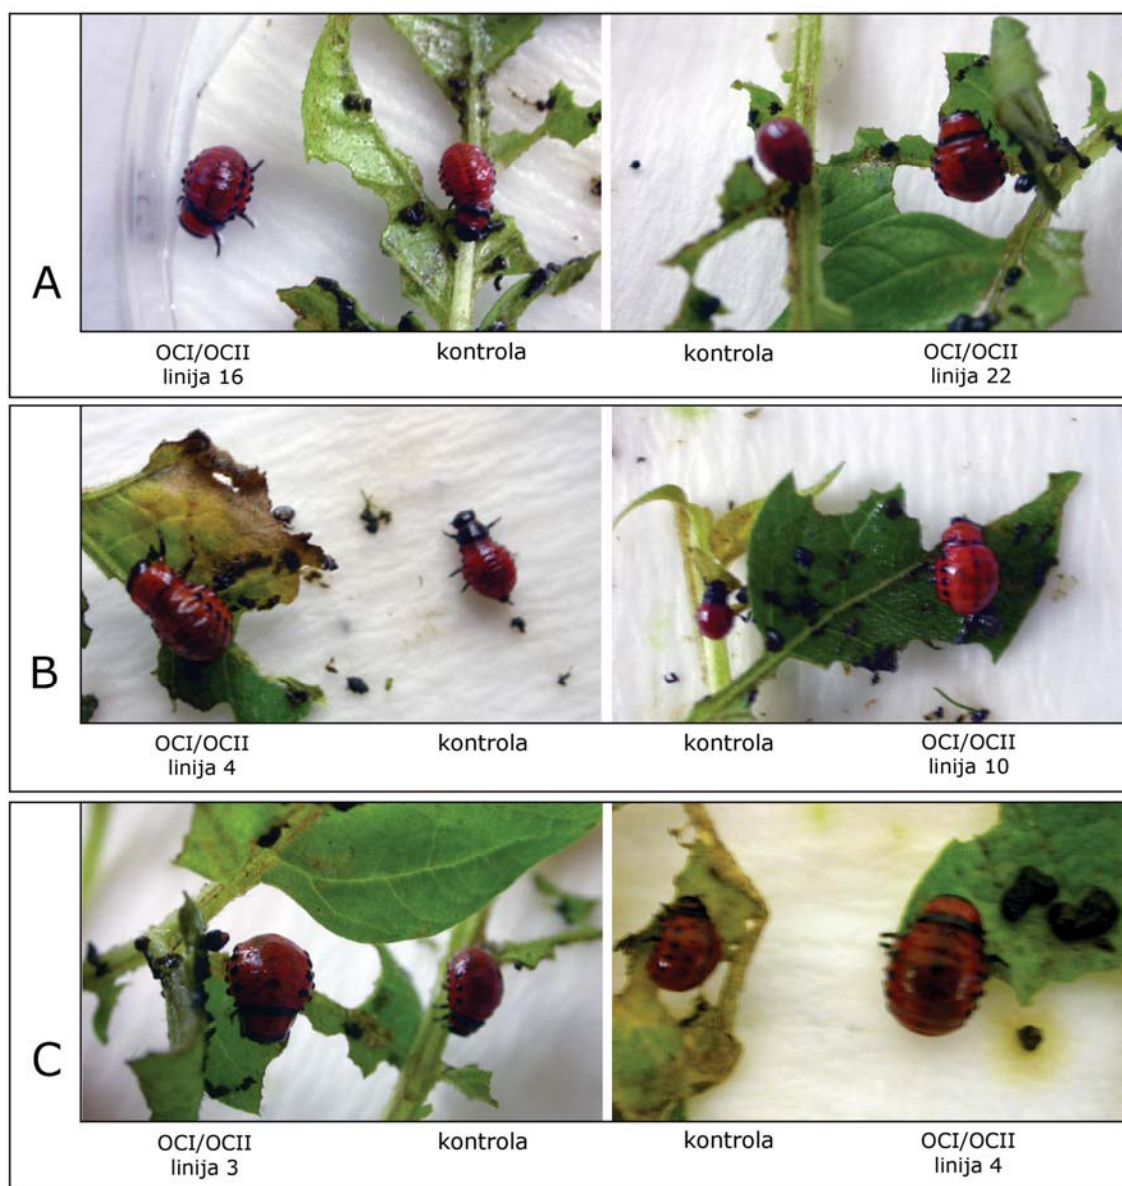 A
OCI/OCII
linija 16
kontrola
kontrola
OCI/OCII
linija 22
B
OCI/OCII
linija 4
kontrola
kontrola
OCI/OCII
linija 10
C
OCI/OCII
linija 3
kontrola
kontrola
OCI/OCII
linija 4